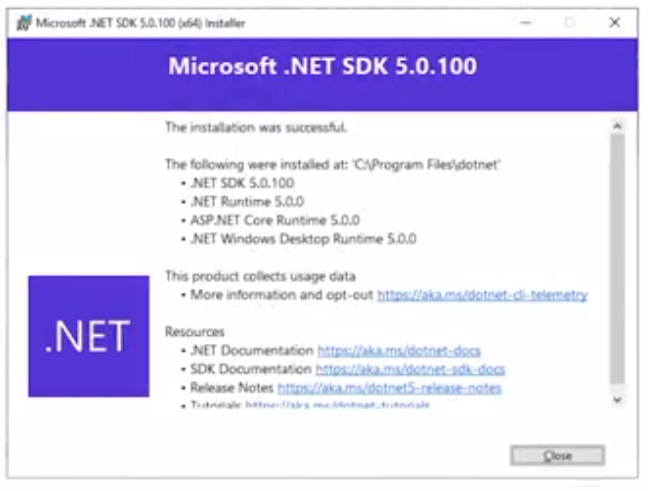 Microsoft .NET SDK 5.0.100 (x64) Installer
Microsoft .NET SDK 5.0.100
The installation was successful.
The following were installed at: 'C:\Program Files\dotnet'
• .NET SDK 5.0.100
• .NET Runtime 5.0.0
• ASP.NET Core Runtime 5.0.0
• .NET Windows Desktop Runtime 5.0.0
This product collects usage data
• More information and opt-out https://aka.ms/dotnet-cli-telemetry
.NET
Resources
• .NET Documentation https://aka.ms/dotnet-docs
• SDK Documentation https://aka.ms/dotnet-sdk-docs
• Release Notes https://aka.ms/dotnet5-release-notes
• Tutorials https://aka.ms/dotnet-tutorials
Close